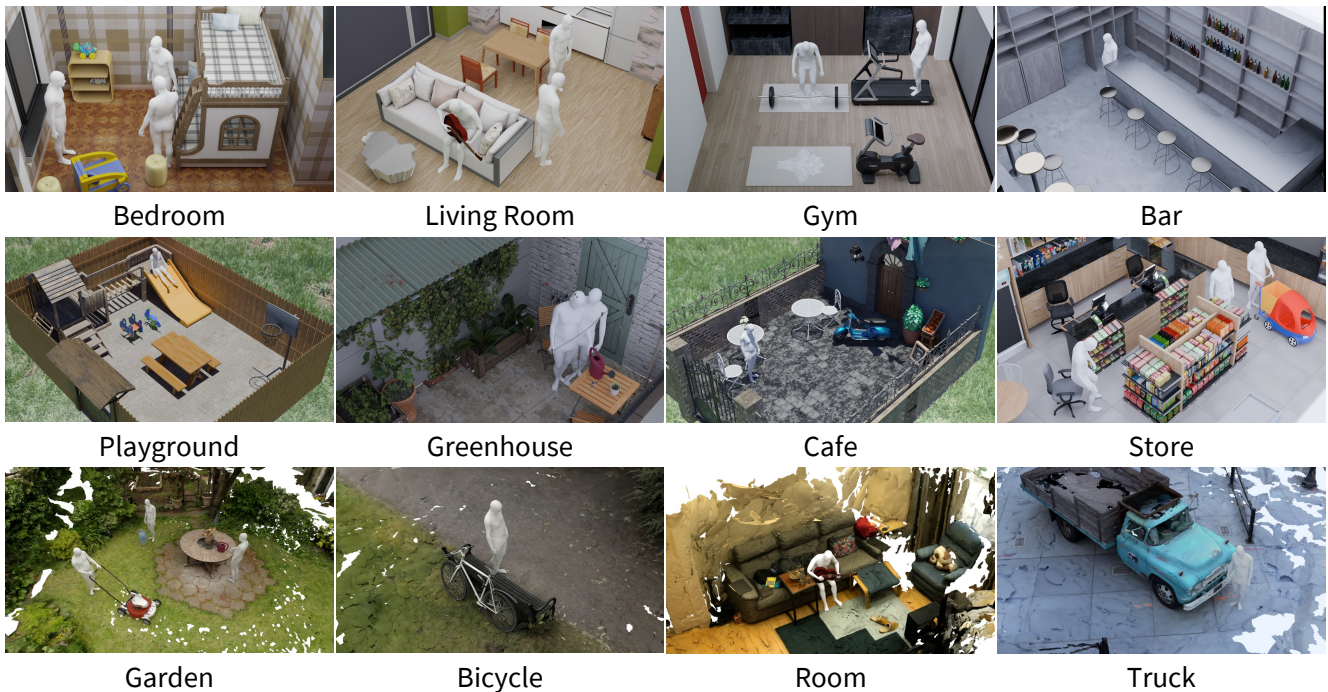 Bedroom
Living Room
Gym
Bar
Playground
Greenhouse
Cafe
Store
Garden
Bicycle
Room
Truck